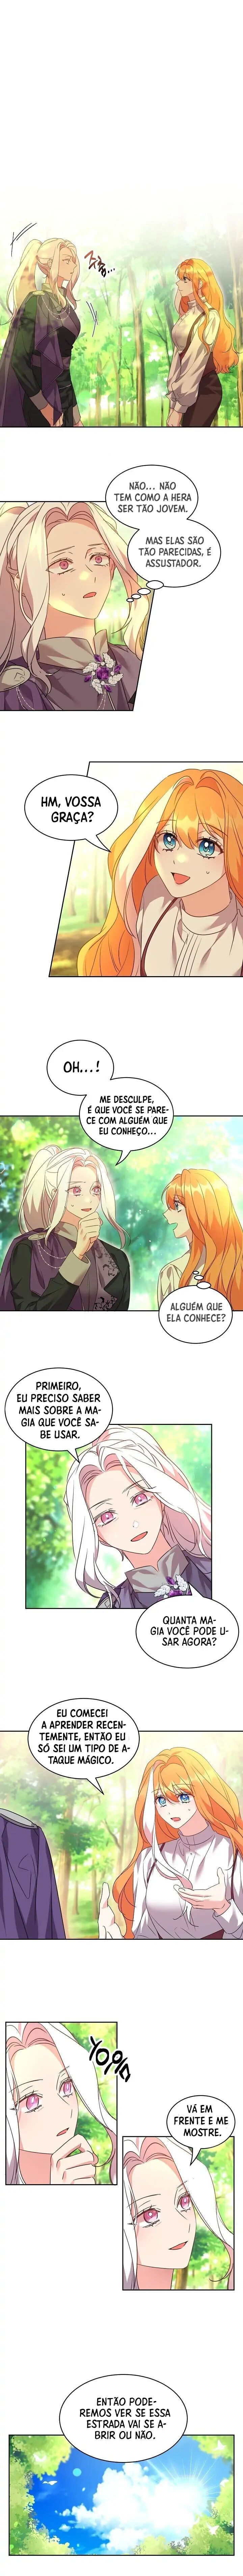 NÃO... NÃO
TEM COMO A HERA
SER TÃO JOVEM.
MAS ELAS SÃO
TÃO PARECIDAS, É
ASSUSTADOR.
HM, VOSSA
GRAÇA?
OH...!
ME DESCULPE,
É QUE VOCÊ SE PARE-
CE COM ALGUÉM QUE
EU CONHEÇO...
ALGUÉM QUE
ELA CONHECE?
PRIMEIRO,
EU PRECISO SABER
MAIS SOBRE A MA-
GIA QUE VOCÊ SA-
BE USAR.
QUANTA MA-
GIA VOCÊ PODE U-
SAR AGORA?
EU COMECEI
A APRENDER RECEN-
TEMENTE, ENTÃO EU
SÓ SEI UM TIPO DE A-
TAQUE MÁGICO.
VÁ EM
FRENTE E ME
MOSTRE.
ENTÃO PODE-
REMOS VER SE ESSA
ESTRADA VAI SE A-
BRIR OU NÃO.